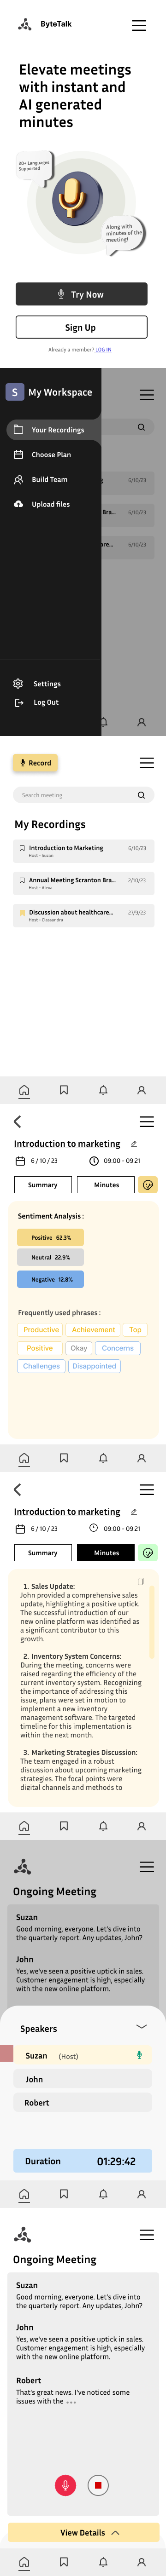 ByteTalk
Elevate meetings
with instant and
AI generated
minutes
20+ Languages
Supported
Along with
minutes of the
meeting!
Try Now
Sign Up
Already a member? LOG IN
S My Workspace
Your Recordings
6/10/23
Choose Plan
Build Team
Bra... 2/10/23
Upload files
are... 6/10/23
Settings
Log Out
Record
Search meeting
My Recordings
Introduction to Marketing 6/10/23
Host - Suzan
Annual Meeting Scranton Bra... 2/10/23
Host - Alexa
Discussion about healthcare... 27/9/23
Host - Classandra
Introduction to marketing
6 / 10 / 23 09:00 - 09:21
Summary Minutes
Sentiment Analysis :
Positive 62.3%
Neutral 22.9%
Negative 12.8%
Frequently used phrases :
Productive Achievement Top
Positive Okay Concerns
Challenges Disappointed
Introduction to marketing
6 / 10 / 23 09:00 - 09:21
Summary Minutes
1. Sales Update:
John provided a comprehensive sales
update, highlighting a positive uptick.
The successful introduction of our
new online platform was identified as
a significant contributor to this
growth.
2. Inventory System Concerns:
During the meeting, concerns were
raised regarding the efficiency of the
current inventory system. Recognizing
the importance of addressing this
issue, plans were set in motion to
implement a new inventory
management software. The targeted
timeline for this implementation is
within the next month.
3. Marketing Strategies Discussion:
The team engaged in a robust
discussion about upcoming marketing
strategies. The focal points were
digital channels and methods to
Ongoing Meeting
Suzan
Good morning, everyone. Let's dive into
the quarterly report. Any updates, John?
John
Yes, we've seen a positive uptick in sales.
Customer engagement is high, especially
with the new online platform.
Speakers
Suzan (Host)
John
Robert
Duration 01:29:42
Ongoing Meeting
Suzan
Good morning, everyone. Let's dive into
the quarterly report. Any updates, John?
John
Yes, we've seen a positive uptick in sales.
Customer engagement is high, especially
with the new online platform.
Robert
That's great news. I've noticed some
issues with the
View Details